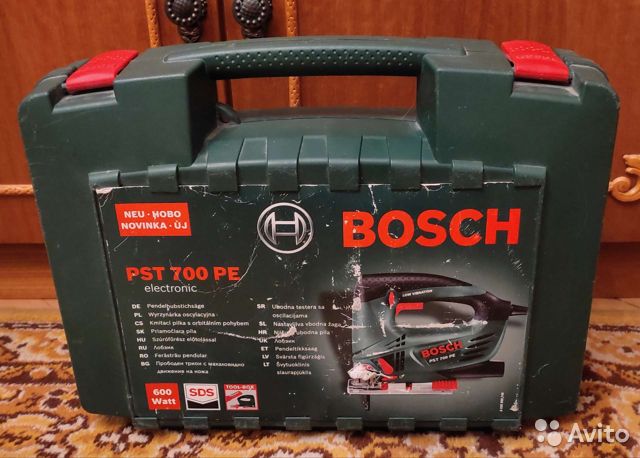 NEU · НОВО
NOVINKA · ÚJ
BOSCH
PST 700 PE
electronic
DE Pendelhubstichsäge
PL Wyrzynarka oscylacyjna
CS Kmitací pilka s orbitálním pohybem
SK Priamočiara píla
HU Szúrófűrész előtolással
RU Лобзик
RO Ferăstrău pendular
BG Прободен трион с махаловидно
движение на ножа
SR Ubodna testera sa
oscilacijama
SL Nastavljiva vbodna žaga
HR Njihalna ubodna pila
UK Лобзик
ET Pendeltikksaag
LV Svārsta figūrzāģis
LT Švytuoklinis
siaurapjūklis
LOW VIBRATION
BOSCH
PST 700 PE
600
Watt
SDS
TOOL-BOX
Avito